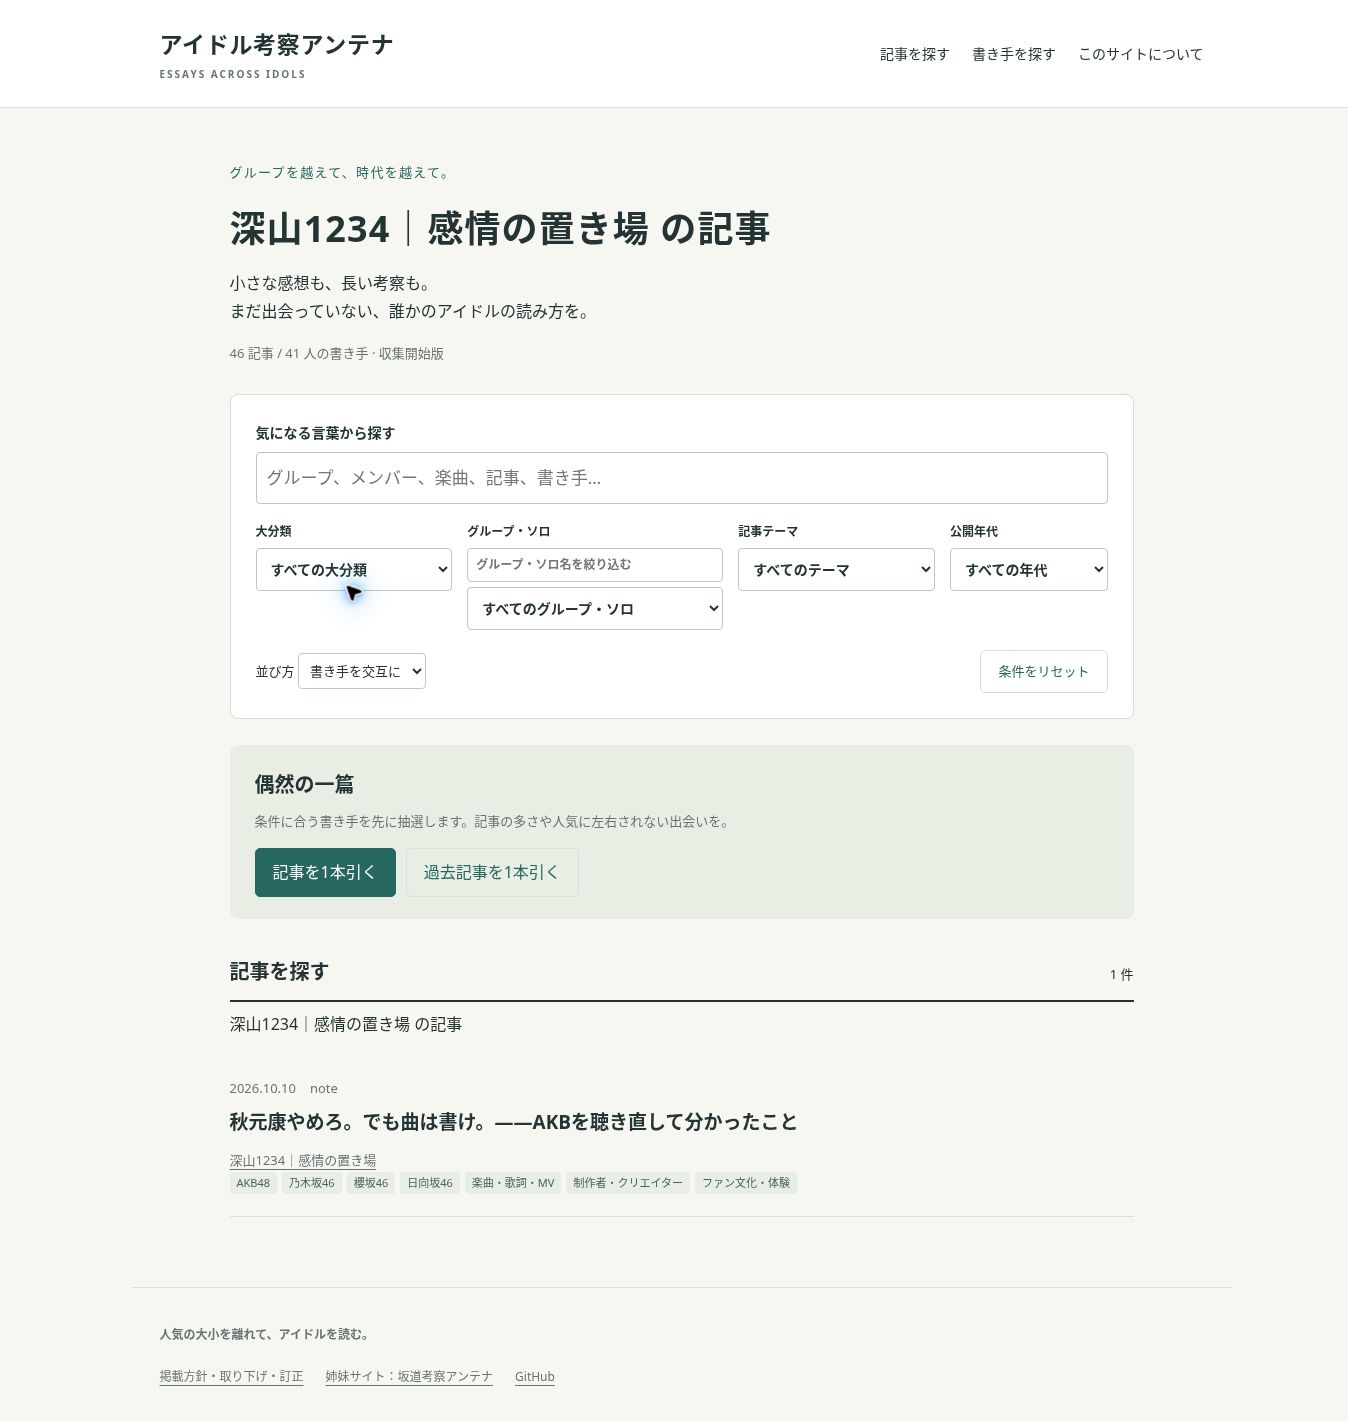 アイドル考察アンテナ
ESSAYS ACROSS IDOLS
記事を探す 書き手を探す このサイトについて
グループを越えて、時代を越えて。
深山1234｜感情の置き場 の記事
小さな感想も、長い考察も。
まだ出会っていない、誰かのアイドルの読み方を。
46 記事 / 41 人の書き手 · 収集開始版
気になる言葉から探す
グループ、メンバー、楽曲、記事、書き手…
大分類 グループ・ソロ 記事テーマ 公開年代
すべての大分類 グループ・ソロ名を絞り込む すべてのテーマ すべての年代
すべてのグループ・ソロ
並び方 書き手を交互に 条件をリセット
偶然の一篇
条件に合う書き手を先に抽選します。記事の多さや人気に左右されない出会いを。
記事を1本引く 過去記事を1本引く
記事を探す 1 件
深山1234｜感情の置き場 の記事
2026.10.10 note
秋元康やめろ。でも曲は書け。——AKBを聴き直して分かったこと
深山1234｜感情の置き場
AKB48 乃木坂46 櫻坂46 日向坂46 楽曲・歌詞・MV 制作者・クリエイター ファン文化・体験
人気の大小を離れて、アイドルを読む。
掲載方針・取り下げ・訂正 姉妹サイト：坂道考察アンテナ GitHub